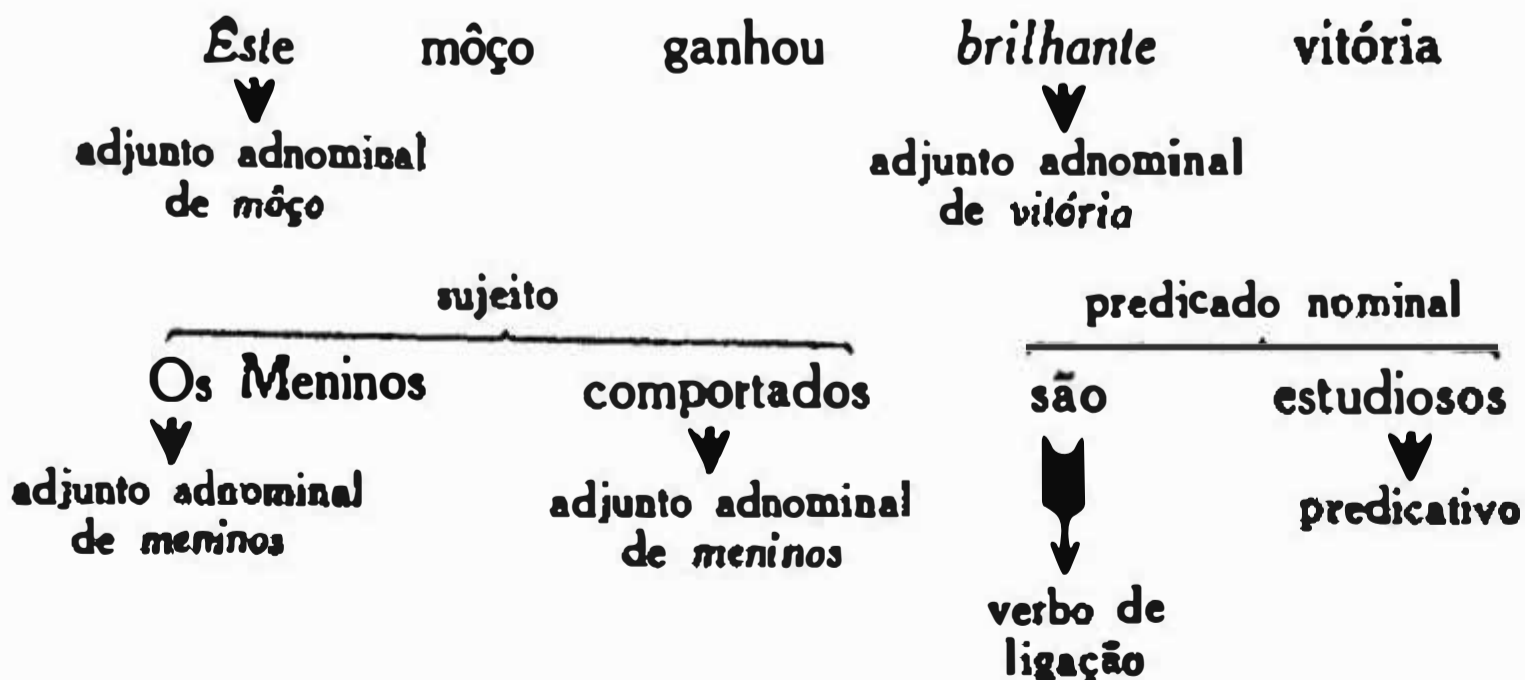 Este môço ganhou brilhante vitória
adjunto adnominal
de môço
adjunto adnominal
de vitória
sujeito
predicado nominal
Os Meninos comportados são estudiosos
adjunto adnominal
de meninos
adjunto adnominal
de meninos
verbo de
ligação
predicativo